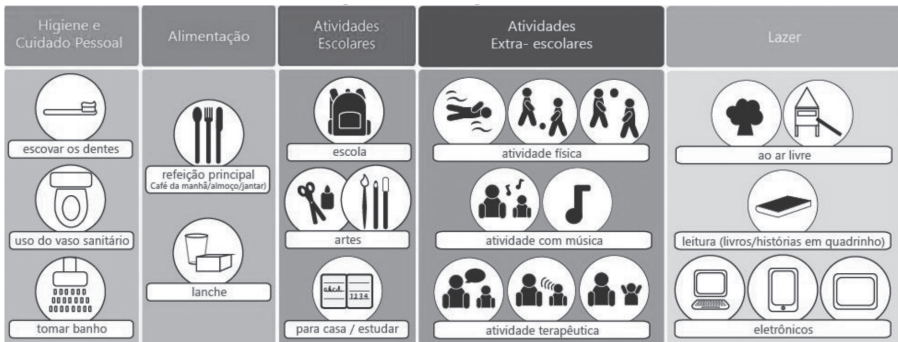 Higiene e
Cuidado Pessoal
Alimentação
Atividades
Escolares
Atividades
Extra- escolares
Lazer
escovar os dentes
uso do vaso sanitário
tomar banho
refeição principal
(Café da manhã/almoço/jantar)
lanche
escola
artes
abcd
1234
para casa / estudar
atividade física
atividade com música
atividade terapêutica
ao ar livre
leitura (livros/histórias em quadrinho)
eletrônicos